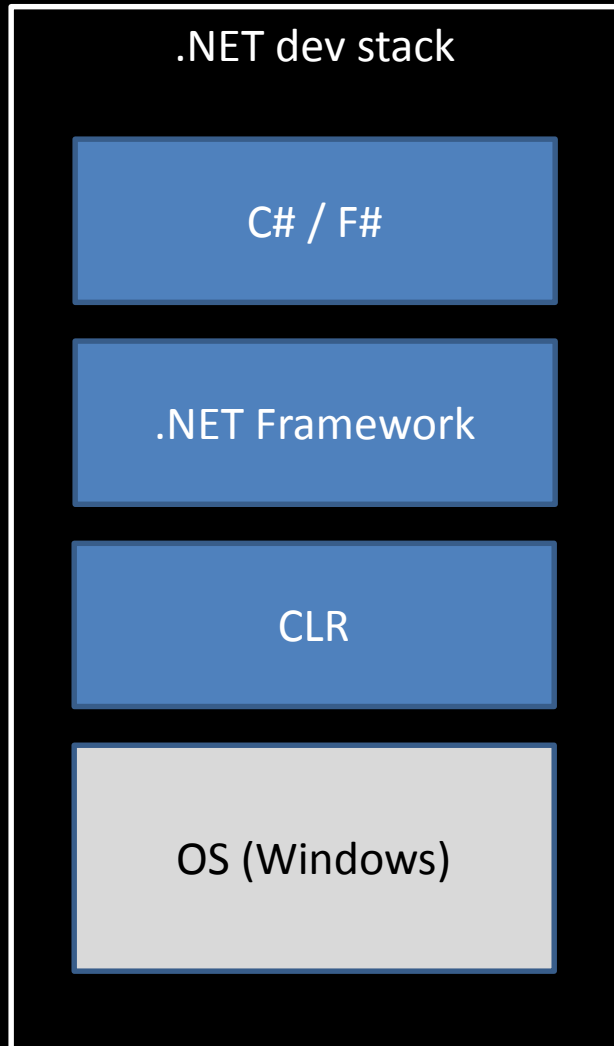 .NET dev stack
C# / F#
.NET Framework
CLR
OS (Windows)